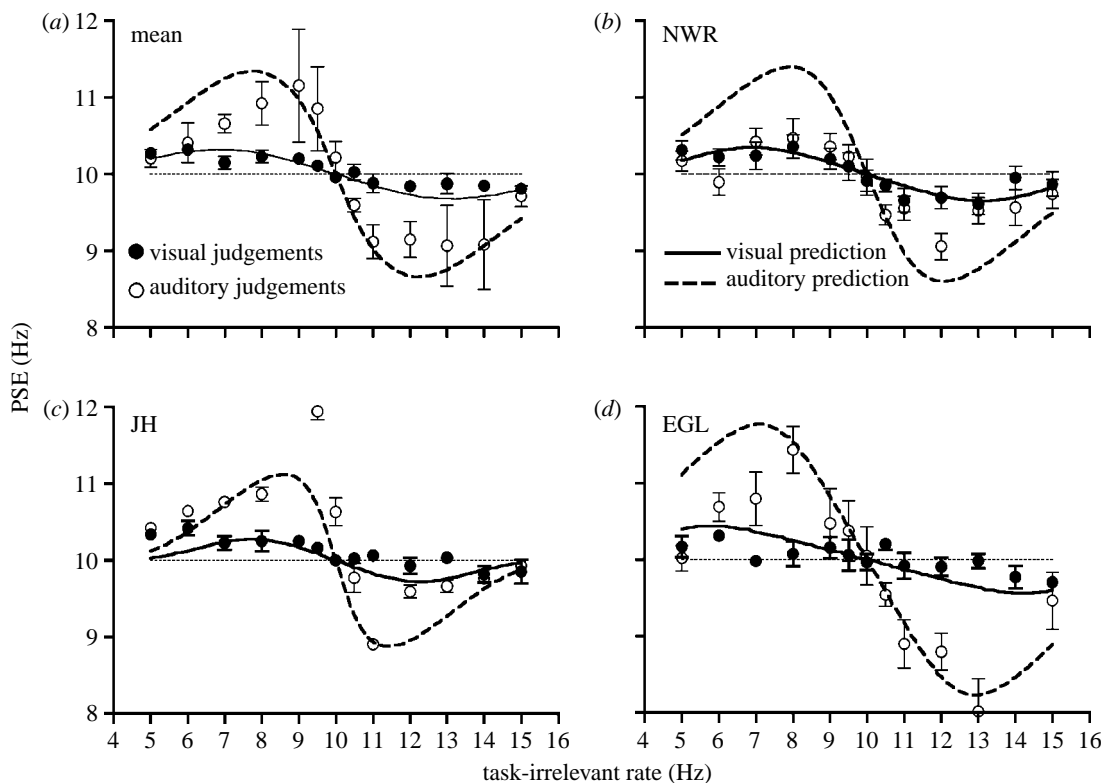 (a) 12
mean
11
10
9
8
visual judgements
auditory judgements
(b)
NWR
visual prediction
auditory prediction
PSE (Hz)
(c) 12
JH
11
10
9
8
4 5 6 7 8 9 10 11 12 13 14 15 16
(d)
EGL
4 5 6 7 8 9 10 11 12 13 14 15 16
task-irrelevant rate (Hz)